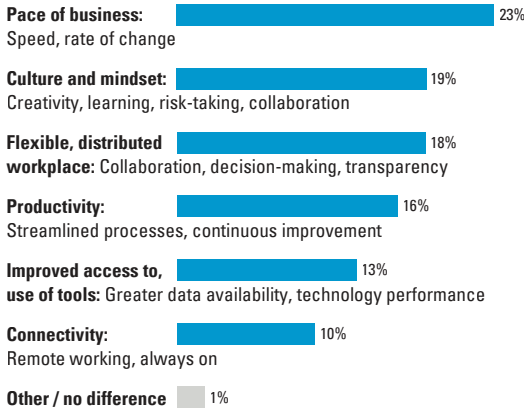 Pace of business: 23%
Speed, rate of change
Culture and mindset: 19%
Creativity, learning, risk-taking, collaboration
Flexible, distributed 18%
workplace: Collaboration, decision-making, transparency
Productivity: 16%
Streamlined processes, continuous improvement
Improved access to, 13%
use of tools: Greater data availability, technology performance
Connectivity: 10%
Remote working, always on
Other / no difference 1%